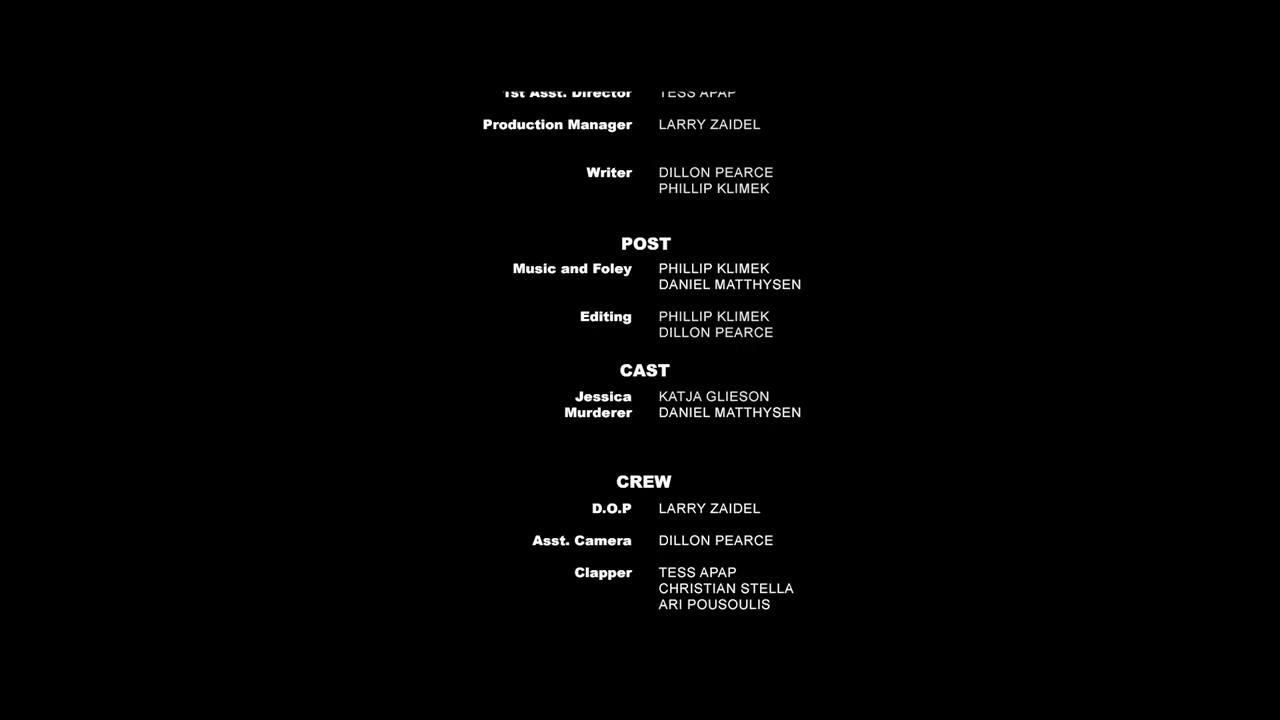 1st Asst. Director TESS APAP
Production Manager LARRY ZAIDEL
Writer DILLON PEARCE
PHILLIP KLIMEK
POST
Music and Foley PHILLIP KLIMEK
DANIEL MATTHYSEN
Editing PHILLIP KLIMEK
DILLON PEARCE
CAST
Jessica KATJA GLIESON
Murderer DANIEL MATTHYSEN
CREW
D.O.P LARRY ZAIDEL
Asst. Camera DILLON PEARCE
Clapper TESS APAP
CHRISTIAN STELLA
ARI POUSOULIS